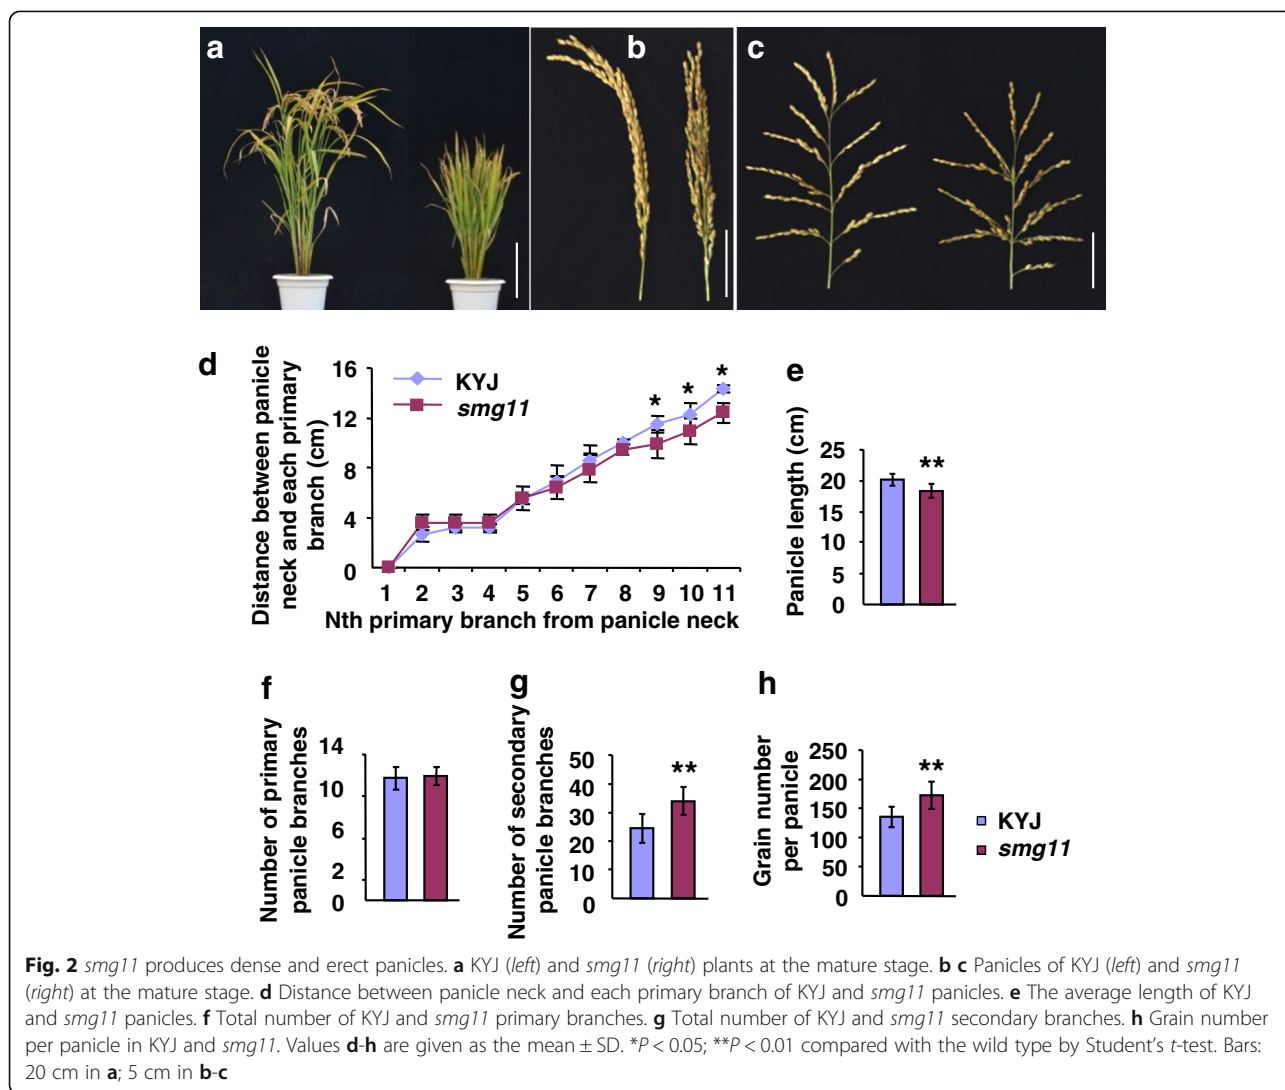 a
b
c
d
Distance between panicle
neck and each primary
branch (cm)
16
12
8
4
0
KYJ
smg11
*
*
*
1 2 3 4 5 6 7 8 9 10 11
Nth primary branch from panicle neck
e
Panicle length (cm)
25
20
15
10
5
0
**
f
Number of primary
panicle branches
14
10
6
2
0
g
Number of secondary
panicle branches
50
40
30
20
10
0
**
h
Grain number
per panicle
250
200
150
100
50
0
**
KYJ
smg11
Fig. 2 smg11 produces dense and erect panicles. a KYJ (left) and smg11 (right) plants at the mature stage. b c Panicles of KYJ (left) and smg11
(right) at the mature stage. d Distance between panicle neck and each primary branch of KYJ and smg11 panicles. e The average length of KYJ
and smg11 panicles. f Total number of KYJ and smg11 primary branches. g Total number of KYJ and smg11 secondary branches. h Grain number
per panicle in KYJ and smg11. Values d-h are given as the mean ± SD. *P < 0.05; **P < 0.01 compared with the wild type by Student's t-test. Bars:
20 cm in a; 5 cm in b-c